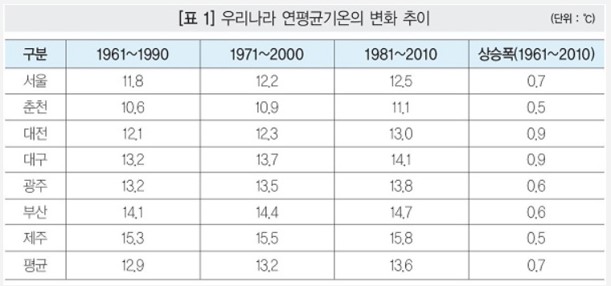 [표 1] 우리나라 연평균기온의 변화 추이 (단위 : ℃)
구분 1961~1990 1971~2000 1981~2010 상승폭(1961~2010)
서울 11.8 12.2 12.5 0.7
춘천 10.6 10.9 11.1 0.5
대전 12.1 12.3 13.0 0.9
대구 13.2 13.7 14.1 0.9
광주 13.2 13.5 13.8 0.6
부산 14.1 14.4 14.7 0.6
제주 15.3 15.5 15.8 0.5
평균 12.9 13.2 13.6 0.7